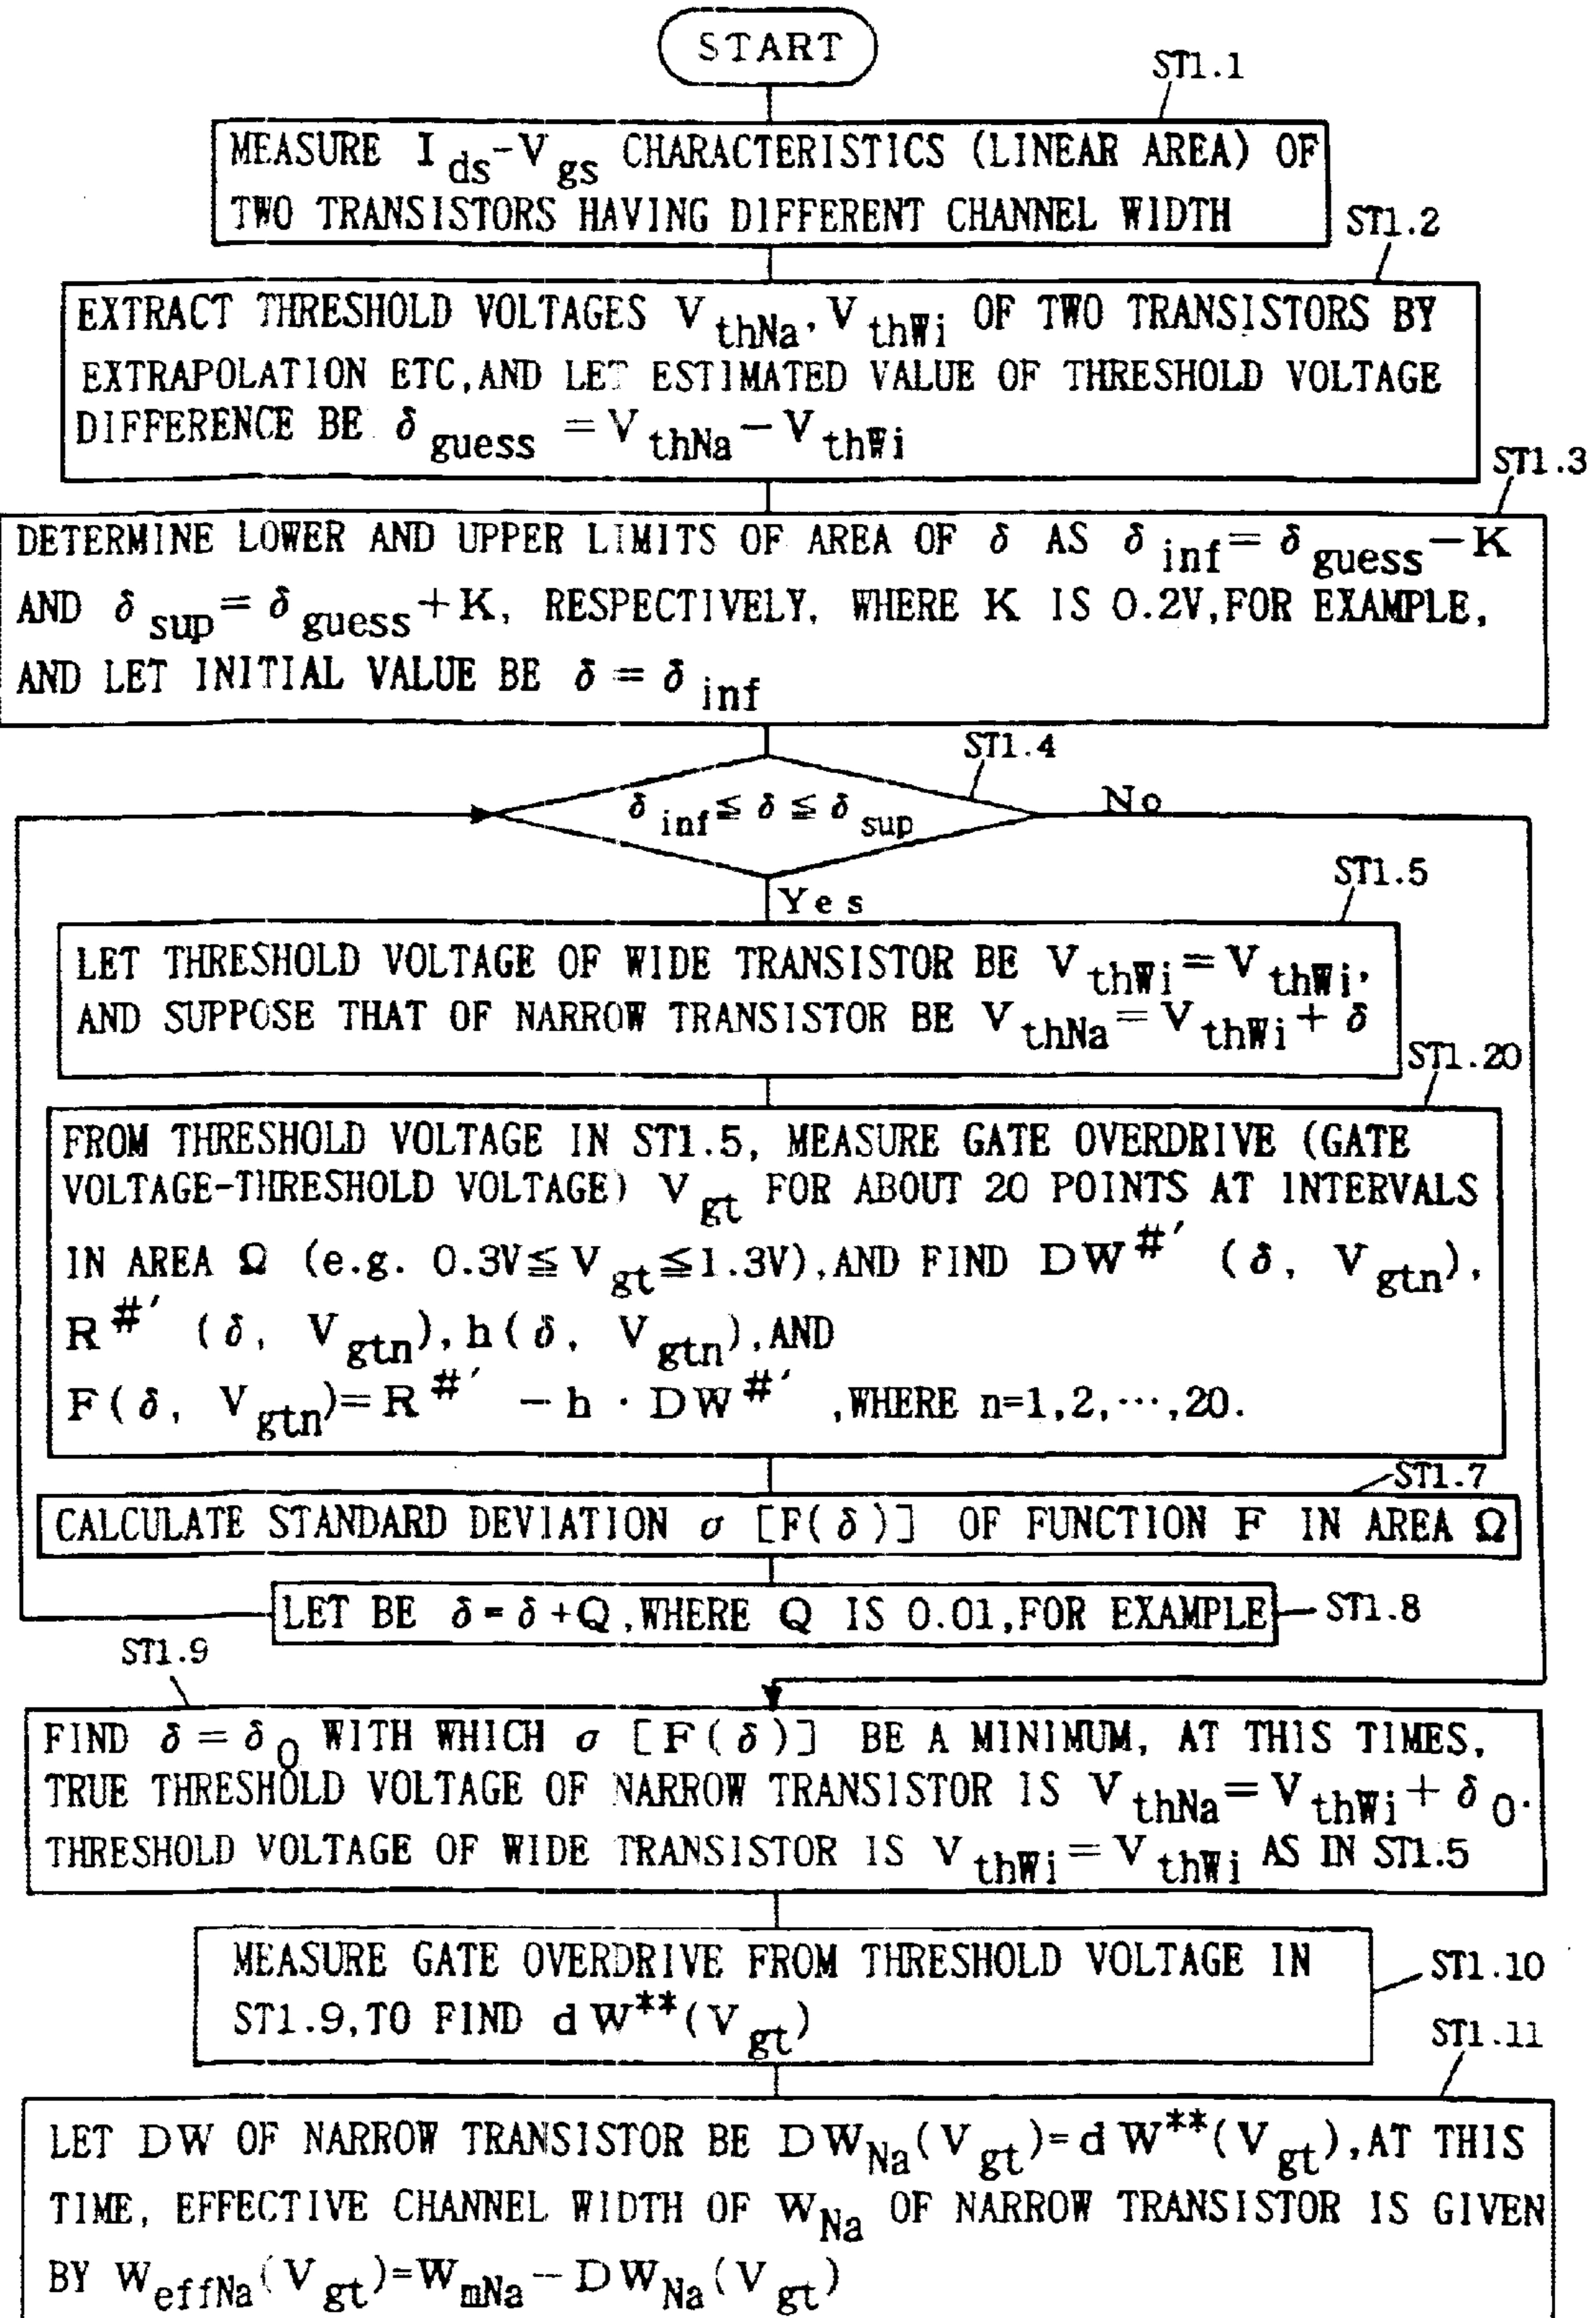 START
ST1.1
MEASURE I ds-V gs CHARACTERISTICS (LINEAR AREA) OF
TWO TRANSISTORS HAVING DIFFERENT CHANNEL WIDTH
ST1.2
EXTRACT THRESHOLD VOLTAGES V thNa, V thWi OF TWO TRANSISTORS BY
EXTRAPOLATION ETC,AND LET ESTIMATED VALUE OF THRESHOLD VOLTAGE
DIFFERENCE BE δ guess = V thNa − V thWi
ST1.3
DETERMINE LOWER AND UPPER LIMITS OF AREA OF δ AS δ inf = δ guess − K
AND δ sup = δ guess + K, RESPECTIVELY, WHERE K IS 0.2V,FOR EXAMPLE,
AND LET INITIAL VALUE BE δ = δ inf
ST1.4
δ inf ≦ δ ≦ δ sup
No
Yes
ST1.5
LET THRESHOLD VOLTAGE OF WIDE TRANSISTOR BE V thWi = V thWi,
AND SUPPOSE THAT OF NARROW TRANSISTOR BE V thNa = V thWi + δ
ST1.20
FROM THRESHOLD VOLTAGE IN ST1.5, MEASURE GATE OVERDRIVE (GATE
VOLTAGE-THRESHOLD VOLTAGE) V gt FOR ABOUT 20 POINTS AT INTERVALS
IN AREA Ω (e.g. 0.3V ≦ V gt ≦ 1.3V),AND FIND DW#′ (δ, V gtn),
R#′ (δ, V gtn), h(δ, V gtn),AND
F(δ, V gtn)=R#′ − h · DW#′ ,WHERE n=1,2,⋯,20.
ST1.7
CALCULATE STANDARD DEVIATION σ [F(δ)] OF FUNCTION F IN AREA Ω
LET BE δ = δ +Q,WHERE Q IS 0.01,FOR EXAMPLE
ST1.8
ST1.9
FIND δ = δ 0 WITH WHICH σ [F(δ)] BE A MINIMUM, AT THIS TIMES,
TRUE THRESHOLD VOLTAGE OF NARROW TRANSISTOR IS V thNa = V thWi + δ 0.
THRESHOLD VOLTAGE OF WIDE TRANSISTOR IS V thWi = V thWi AS IN ST1.5
MEASURE GATE OVERDRIVE FROM THRESHOLD VOLTAGE IN
ST1.9,TO FIND dW**(V gt)
ST1.10
ST1.11
LET DW OF NARROW TRANSISTOR BE DW Na(V gt)=dW**(V gt),AT THIS
TIME, EFFECTIVE CHANNEL WIDTH OF W Na OF NARROW TRANSISTOR IS GIVEN
BY W effNa(V gt)=W mNa − DW Na(V gt)